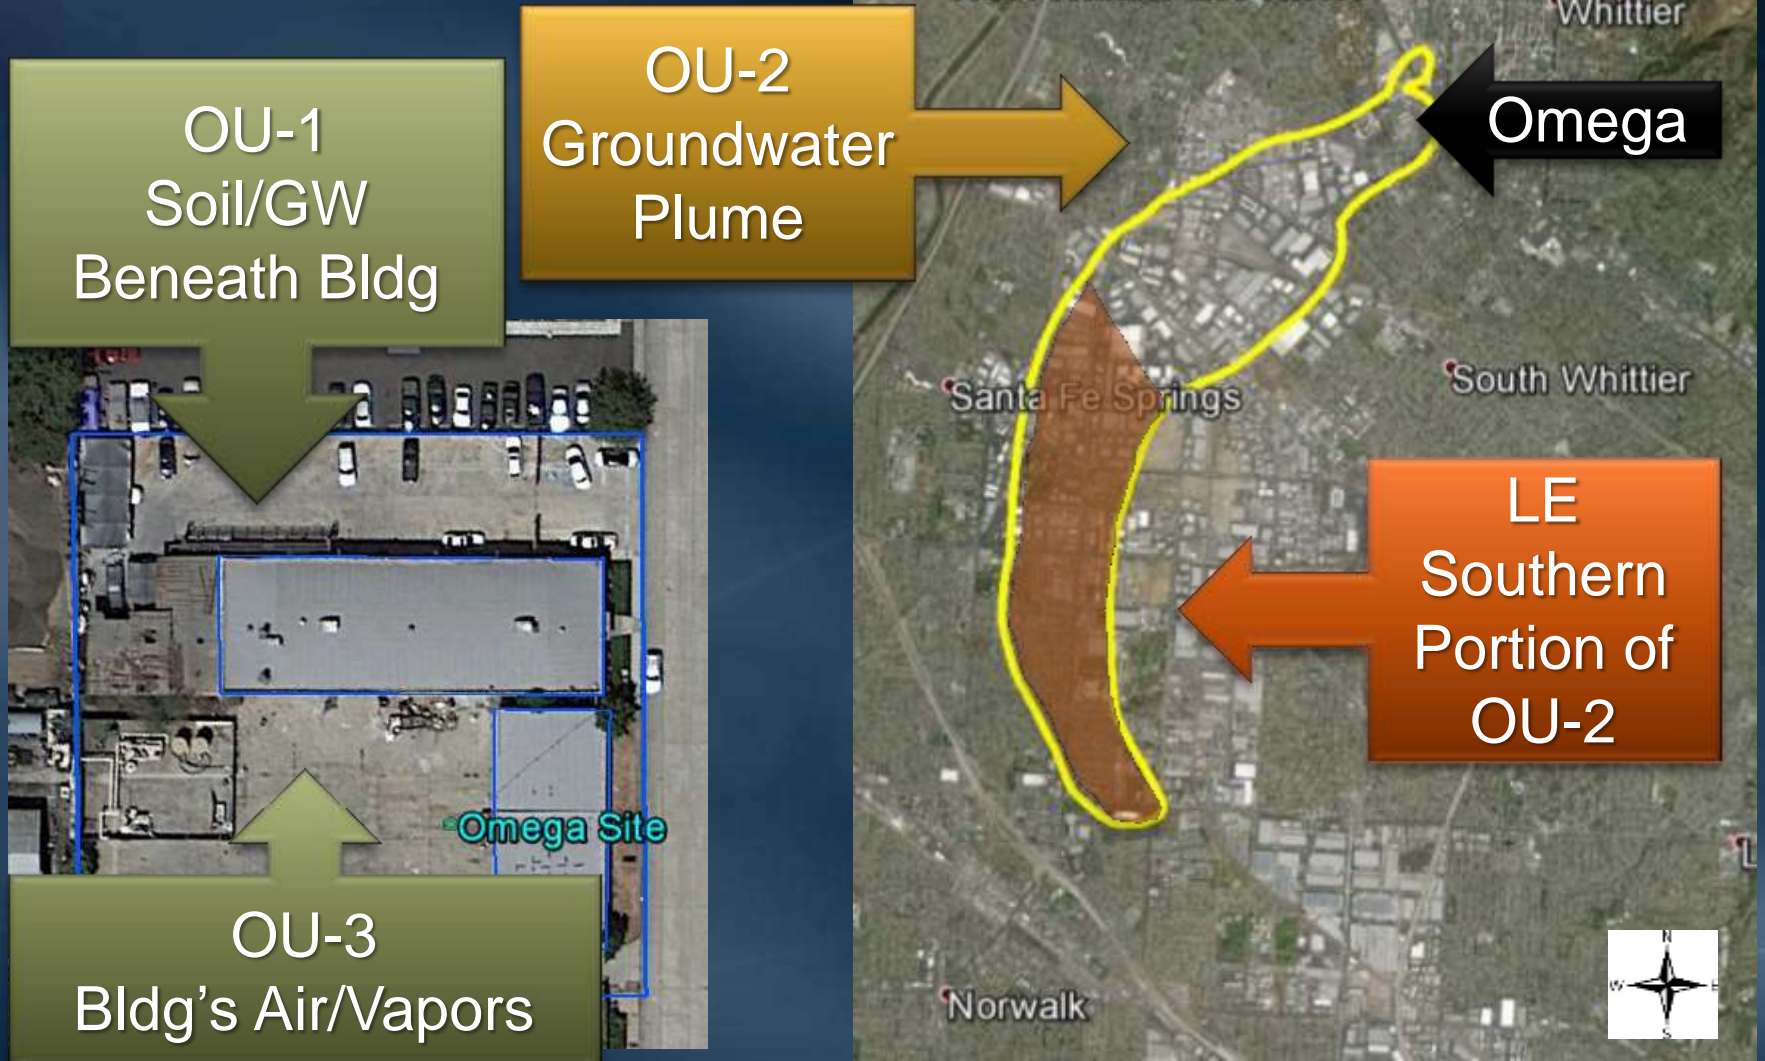 OU-1
Soil/GW
Beneath Bldg
OU-2
Groundwater
Plume
Whittier
Omega
Santa Fe Springs
South Whittier
LE
Southern
Portion of
OU-2
Omega Site
OU-3
Bldg's Air/Vapors
Norwalk
L
N
W
E
S